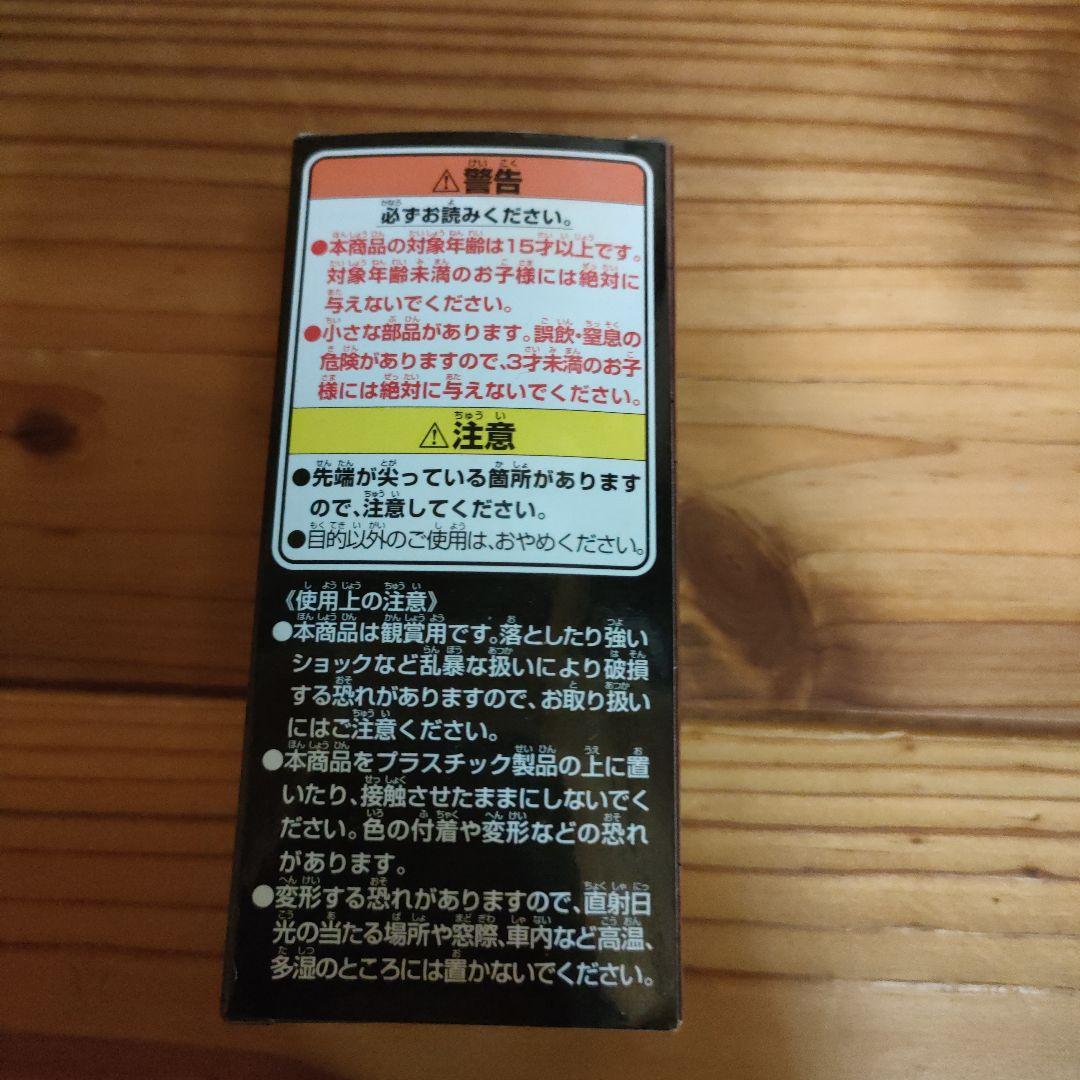 ⚠警告
必ずお読みください。
●本商品の対象年齢は15才以上です。
対象年齢未満のお子様には絶対に
与えないでください。
●小さな部品があります。誤飲・窒息の
危険がありますので、3才未満のお子
様には絶対に与えないでください。
⚠注意
●先端が尖っている箇所があります
ので、注意してください。
●目的以外のご使用は、おやめください。
《使用上の注意》
●本商品は観賞用です。落としたり強い
ショックなど乱暴な扱いにより破損
する恐れがありますので、お取り扱い
にはご注意ください。
●本商品をプラスチック製品の上に置
いたり、接触させたままにしないでく
ださい。色の付着や変形などの恐れ
があります。
●変形する恐れがありますので、直射日
光の当たる場所や窓際、車内など高温、
多湿のところには置かないでください。